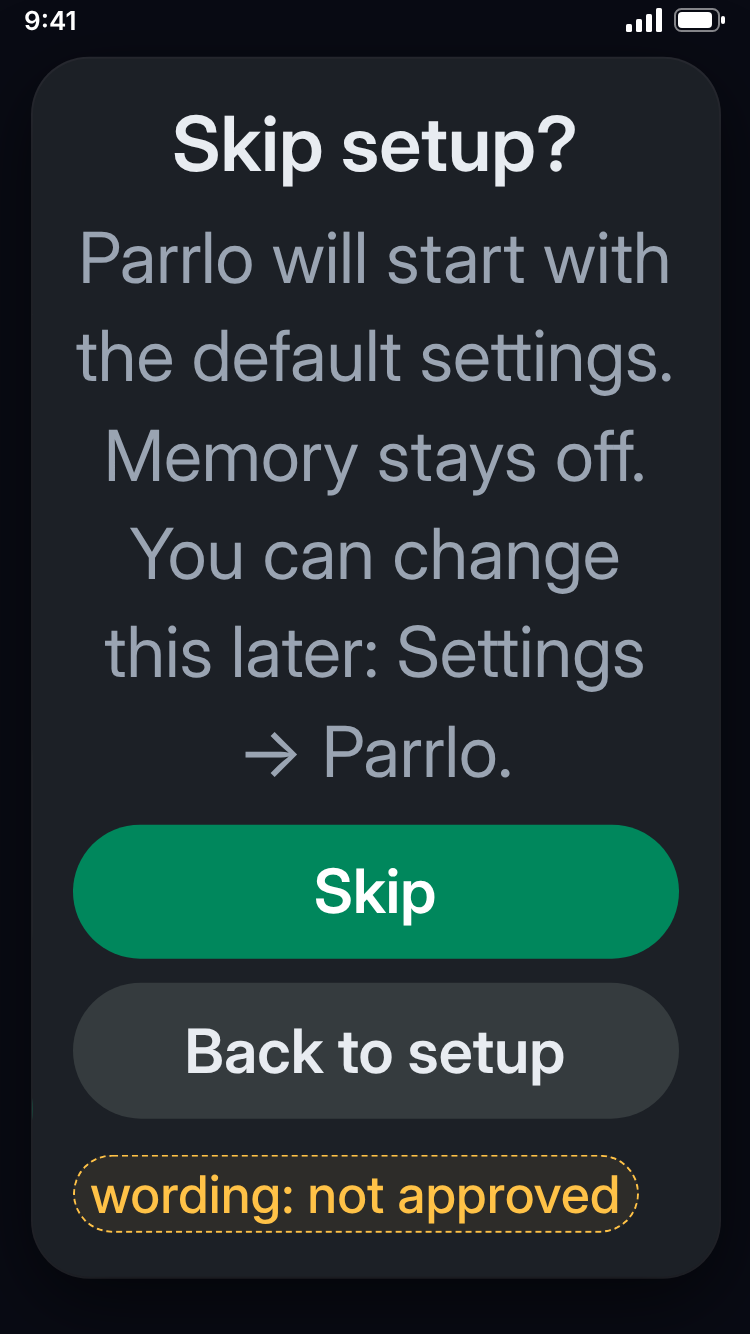 9:41
Skip setup?
Parrlo will start with
the default settings.
Memory stays off.
You can change
this later: Settings
→ Parrlo.
Skip
Back to setup
wording: not approved